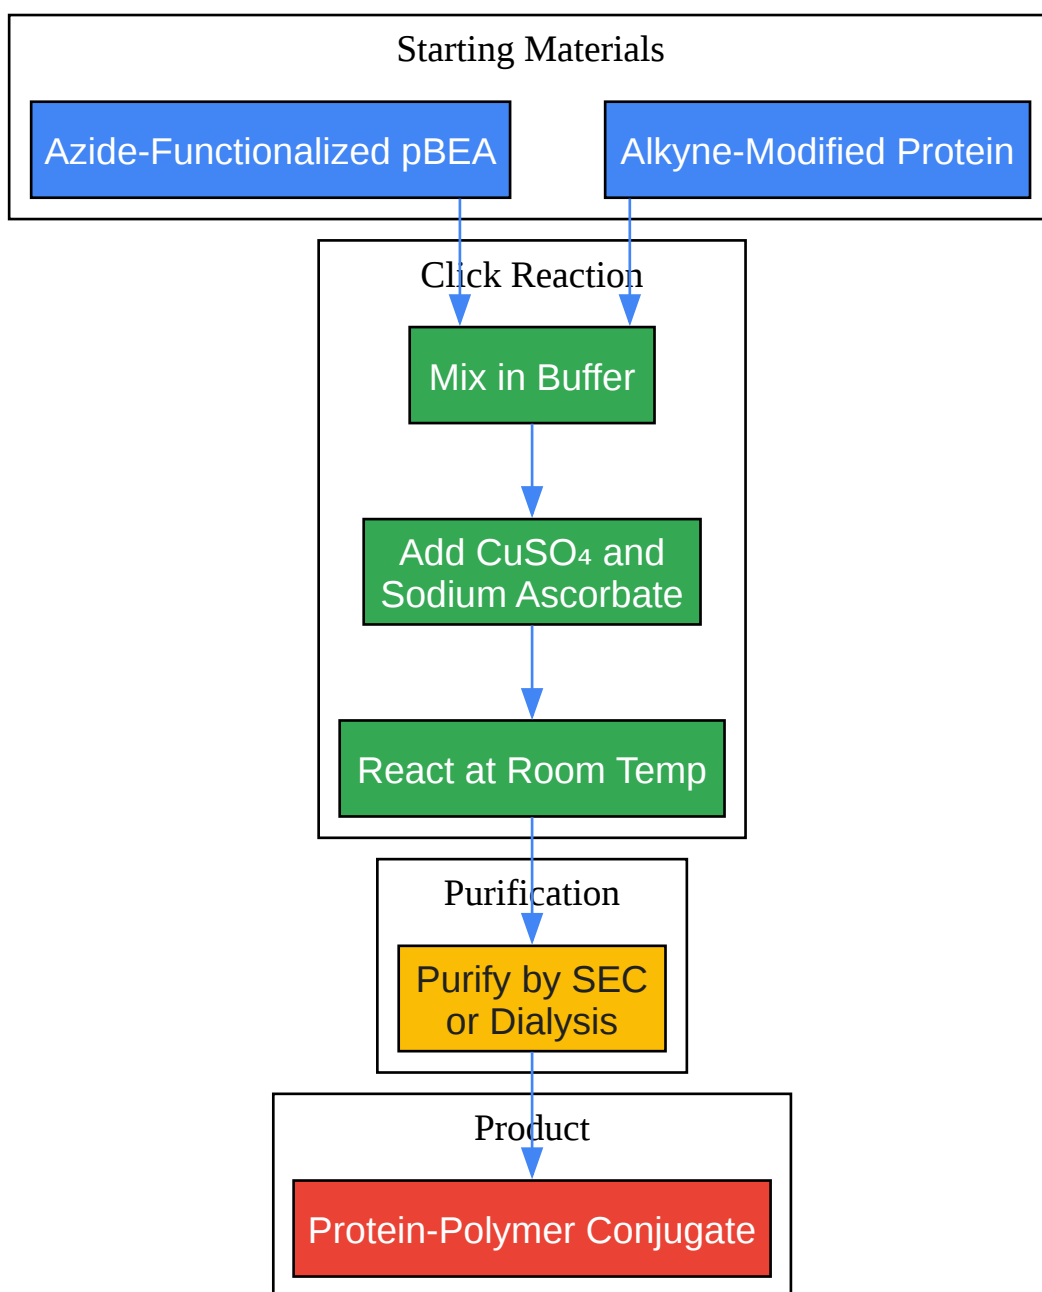 Starting Materials
Azide-Functionalized pBEA
Alkyne-Modified Protein
Click Reaction
Mix in Buffer
Add CuSO₄ and
Sodium Ascorbate
React at Room Temp
Purification
Purify by SEC
or Dialysis
Product
Protein-Polymer Conjugate